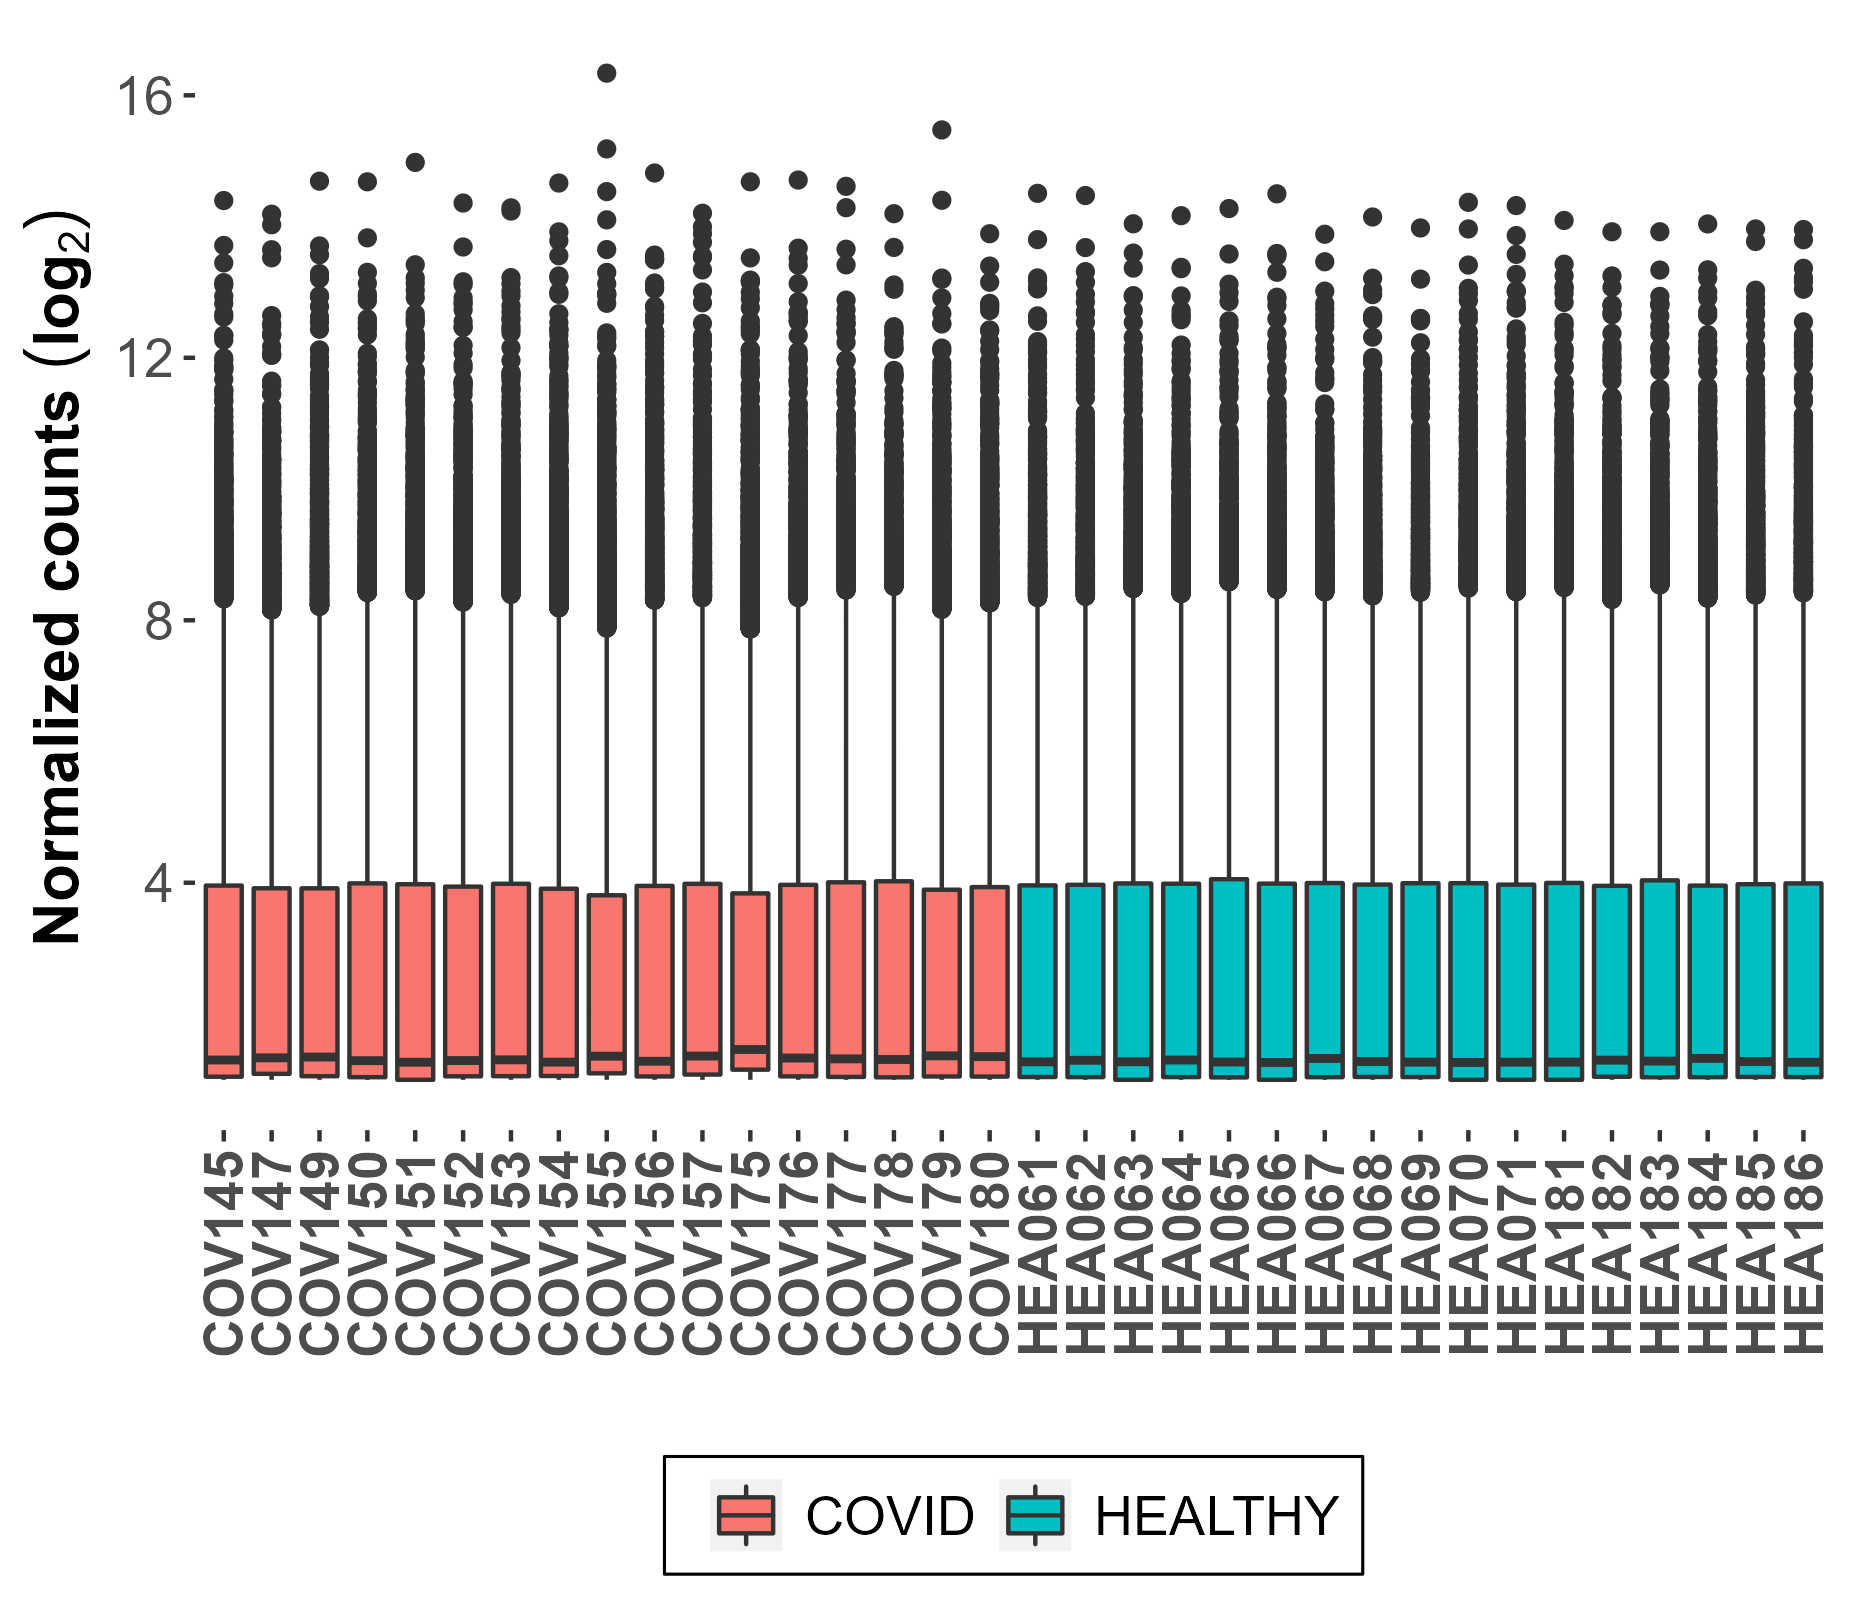 Normalized counts (log₂)
16
12
8
4
COV145
COV147
COV149
COV150
COV151
COV152
COV153
COV154
COV155
COV156
COV157
COV175
COV176
COV177
COV178
COV179
COV180
HEA061
HEA062
HEA063
HEA064
HEA065
HEA066
HEA067
HEA068
HEA069
HEA070
HEA071
HEA181
HEA182
HEA183
HEA184
HEA185
HEA186
COVID HEALTHY